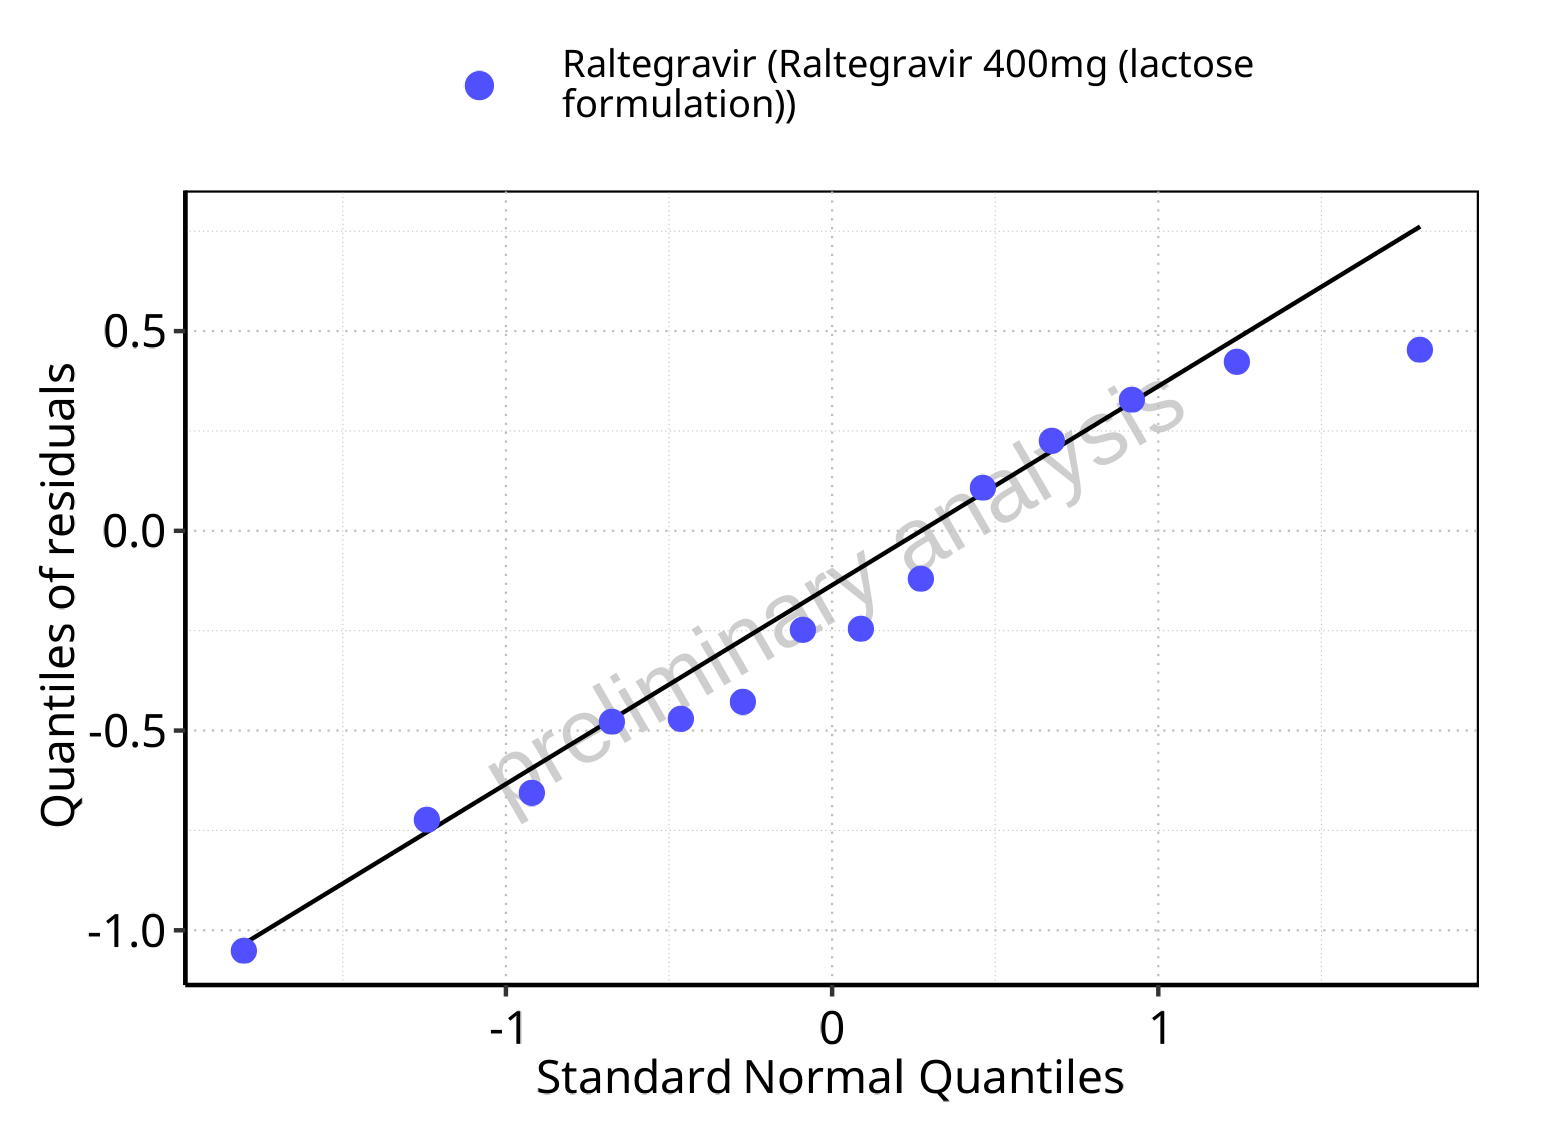 Raltegravir (Raltegravir 400mg (lactose
formulation))
Quantiles of residuals
0.5
0.0
-0.5
-1.0
preliminary analysis
-1
0
1
Standard Normal Quantiles